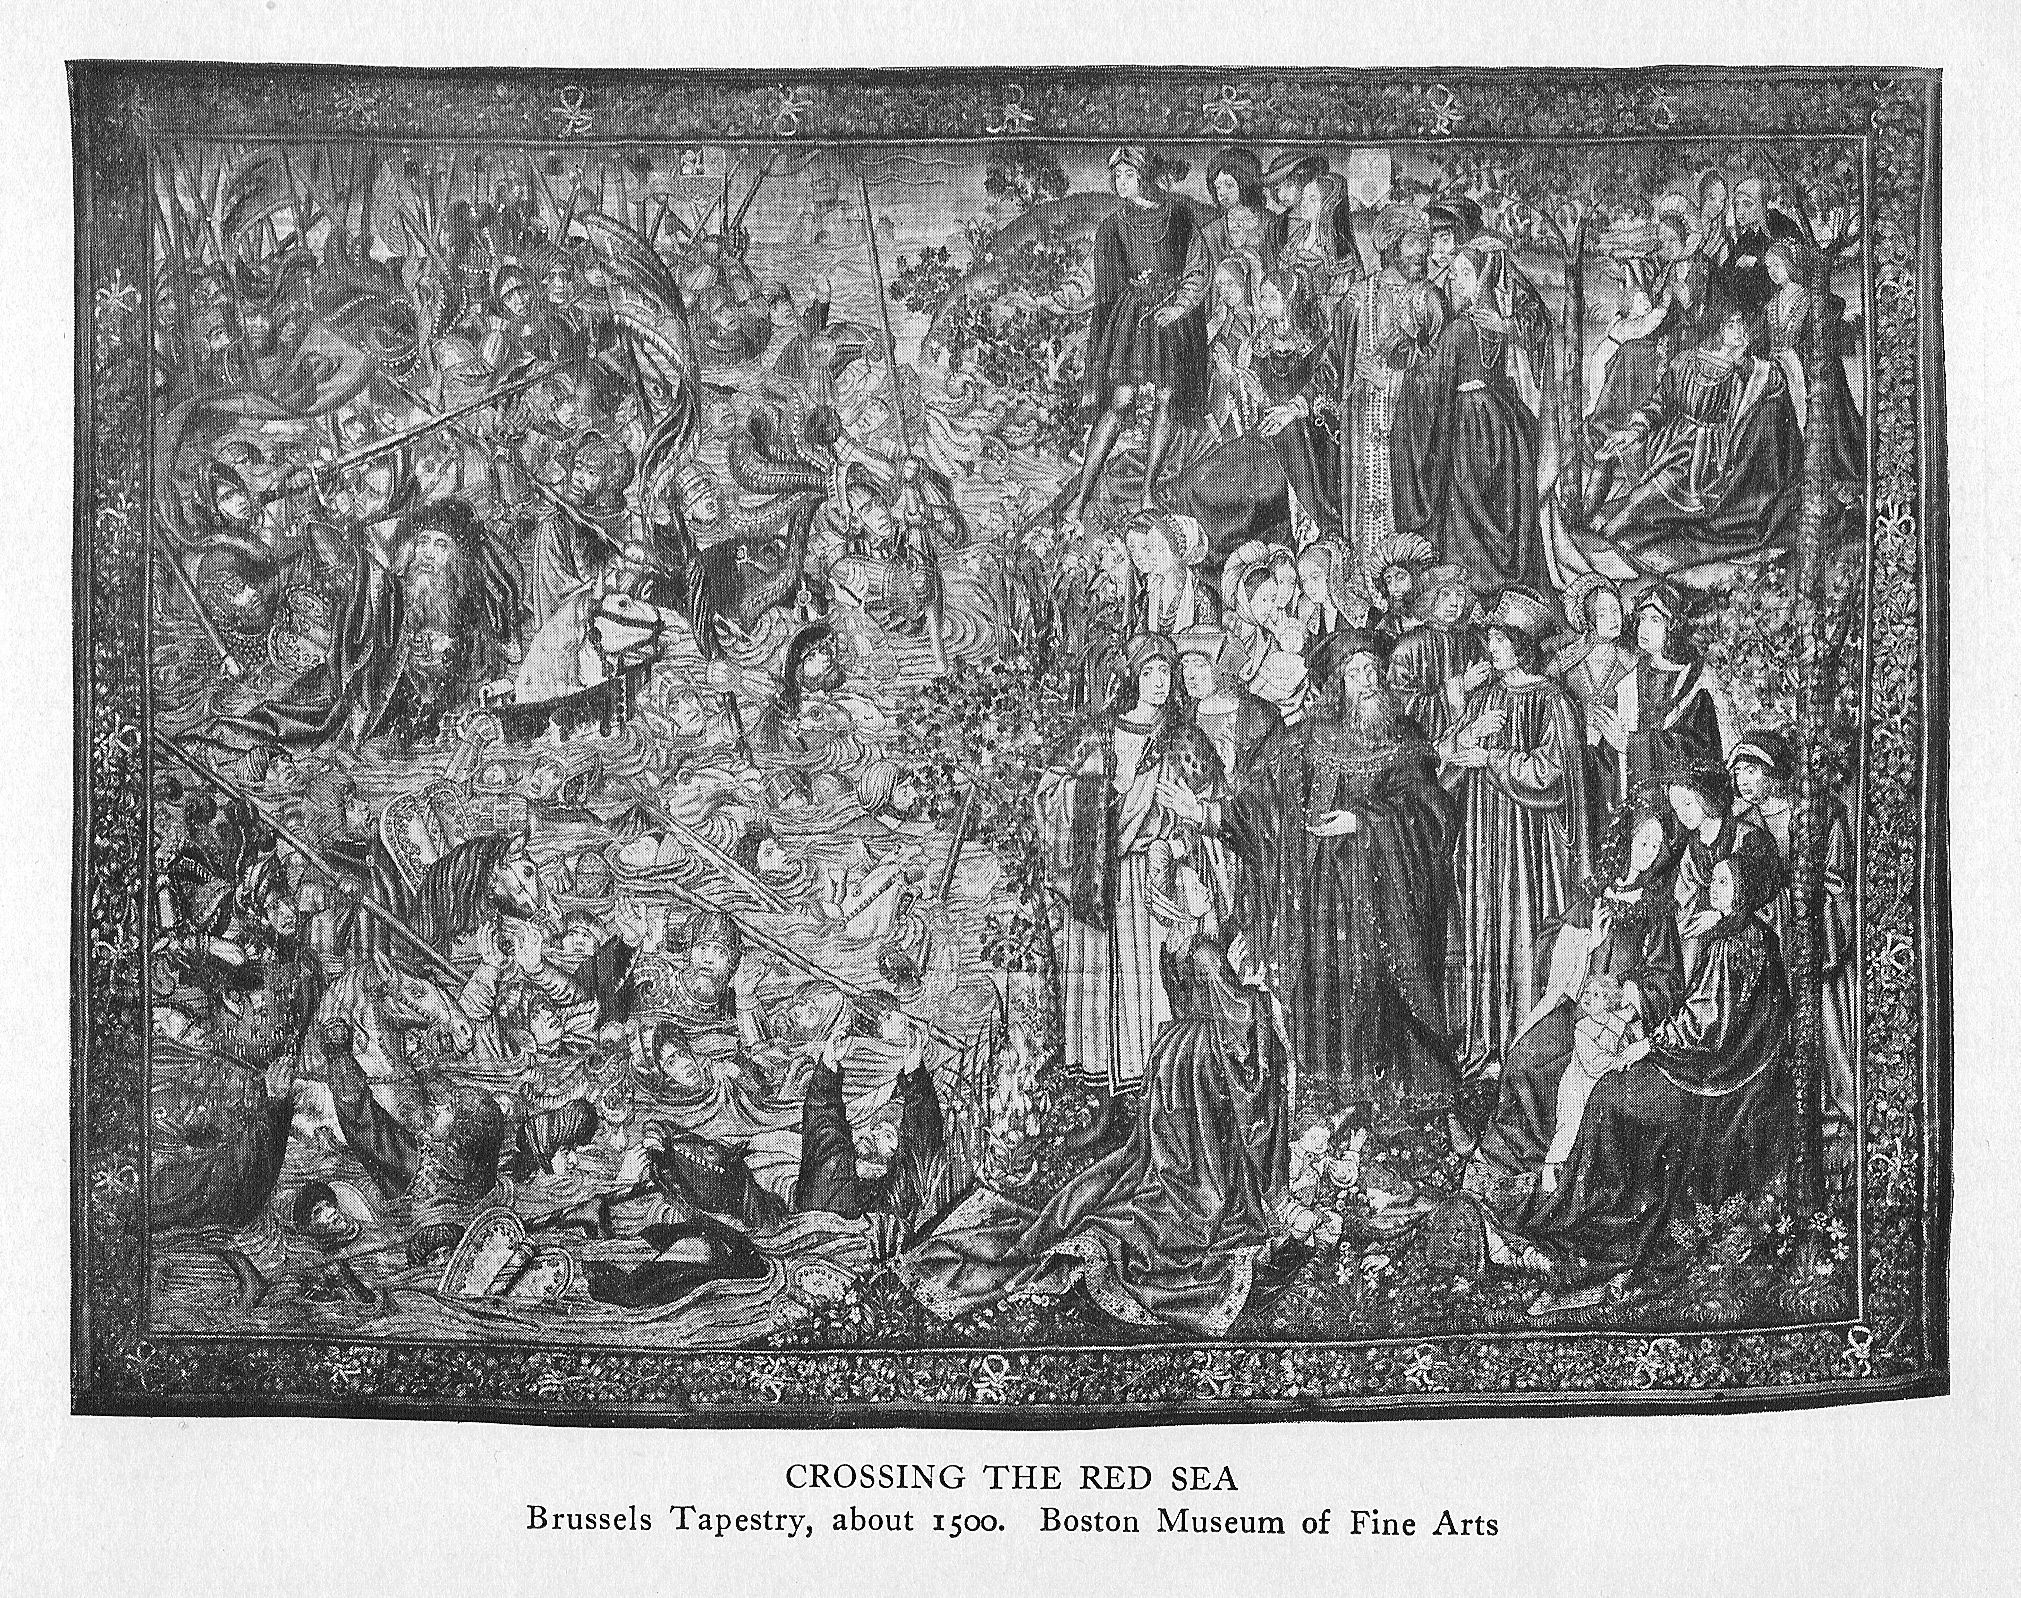 CROSSING THE RED SEA
Brussels Tapestry, about 1500. Boston Museum of Fine Arts